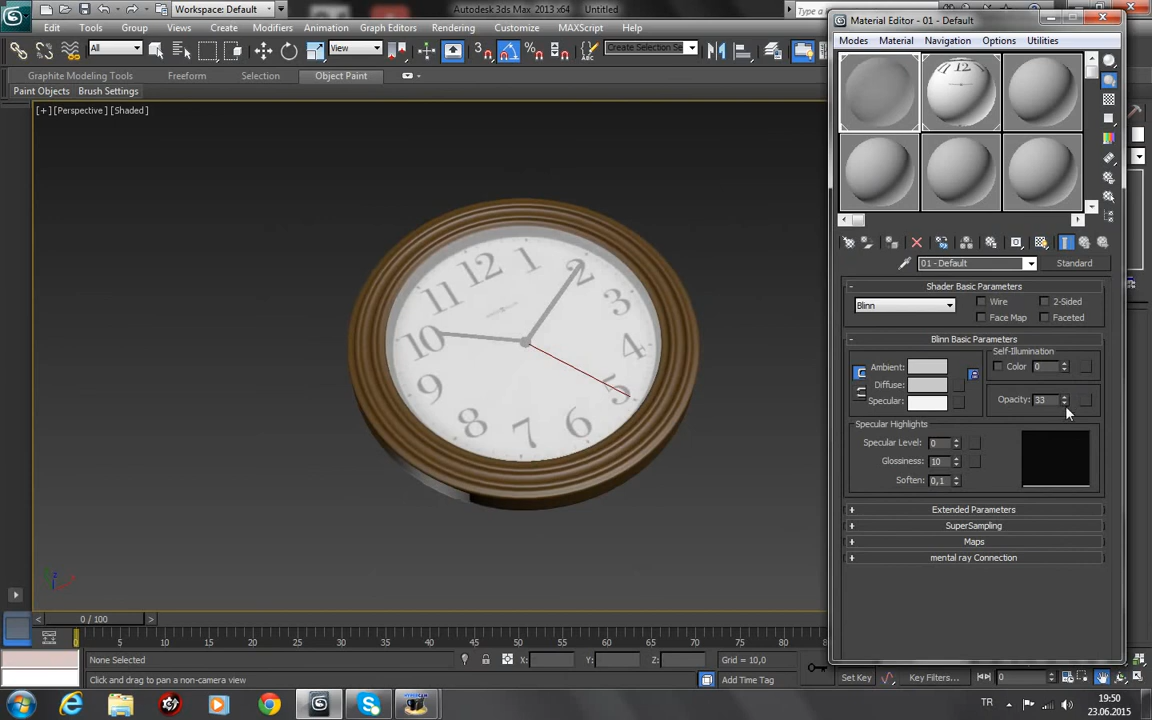 Workspace: Default
Autodesk 3ds Max 2013 x64
Untitled
Edit Tools Group Views Create Modifiers Animation Graph Editors Rendering Customize MAXScript Help
All
View
Create Selection Se
Graphite Modeling Tools Freeform Selection Object Paint
Paint Objects Brush Settings
[+] [Perspective] [Shaded]
12 1 2 3 4 5 6 7 8 9 10 11
Material Editor - 01 - Default
Modes Material Navigation Options Utilities
12
01 - Default
Standard
- Shader Basic Parameters
Blinn
Wire
2-Sided
Face Map
Faceted
- Blinn Basic Parameters
Self-Illumination
Ambient:
Color 0
Diffuse:
Specular:
Opacity: 33
Specular Highlights
Specular Level: 0
Glossiness: 10
Soften: 0,1
+ Extended Parameters
+ SuperSampling
+ Maps
+ mental ray Connection
< 0 / 100 >
0 5 10 15 20 25 30 35 40 45 50 55 60 65 70 75 80
None Selected
X:
Y:
Z:
Grid = 10,0
Click and drag to pan a non-camera view
Add Time Tag
Set Key
Key Filters...
0
TR
19:50
23.06.2015